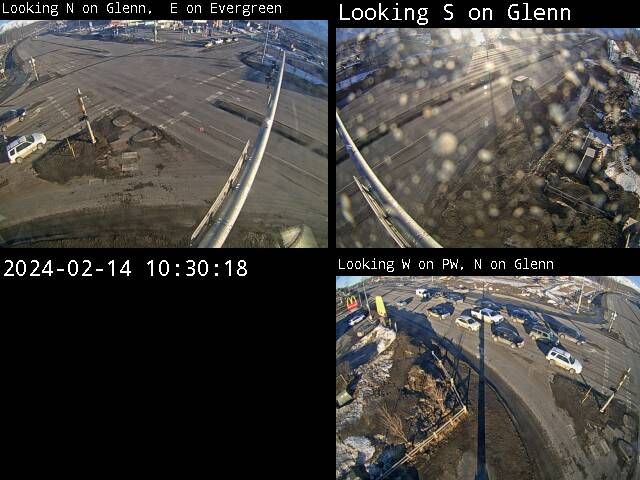 Looking N on Glenn,  E on Evergreen
Looking S on Glenn
2024-02-14 10:30:18
Looking W on PW, N on Glenn